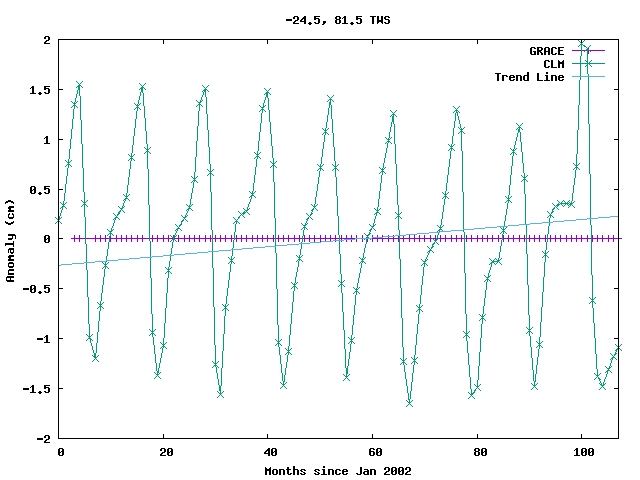 -24.5, 81.5 TWS
GRACE
CLM
Trend Line
2
1.5
1
0.5
0
-0.5
-1
-1.5
-2
Anomaly (cm)
0 20 40 60 80 100
Months since Jan 2002